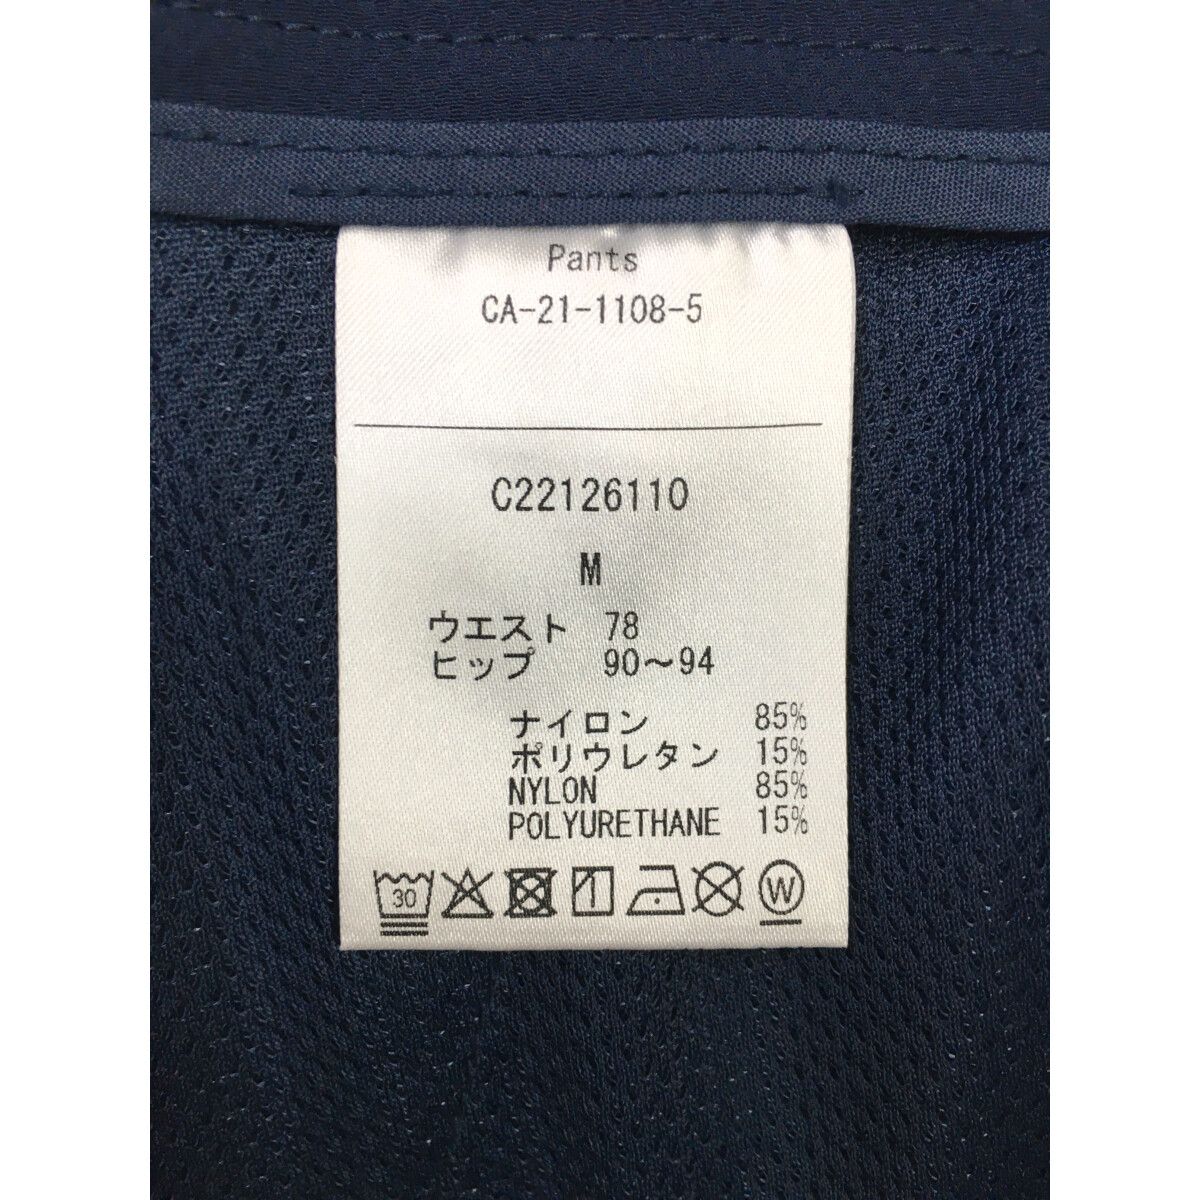 Pants
CA-21-1108-5
C22126110
M
ウエスト 78
ヒップ 90～94
ナイロン 85%
ポリウレタン 15%
NYLON 85%
POLYURETHANE 15%
30 W